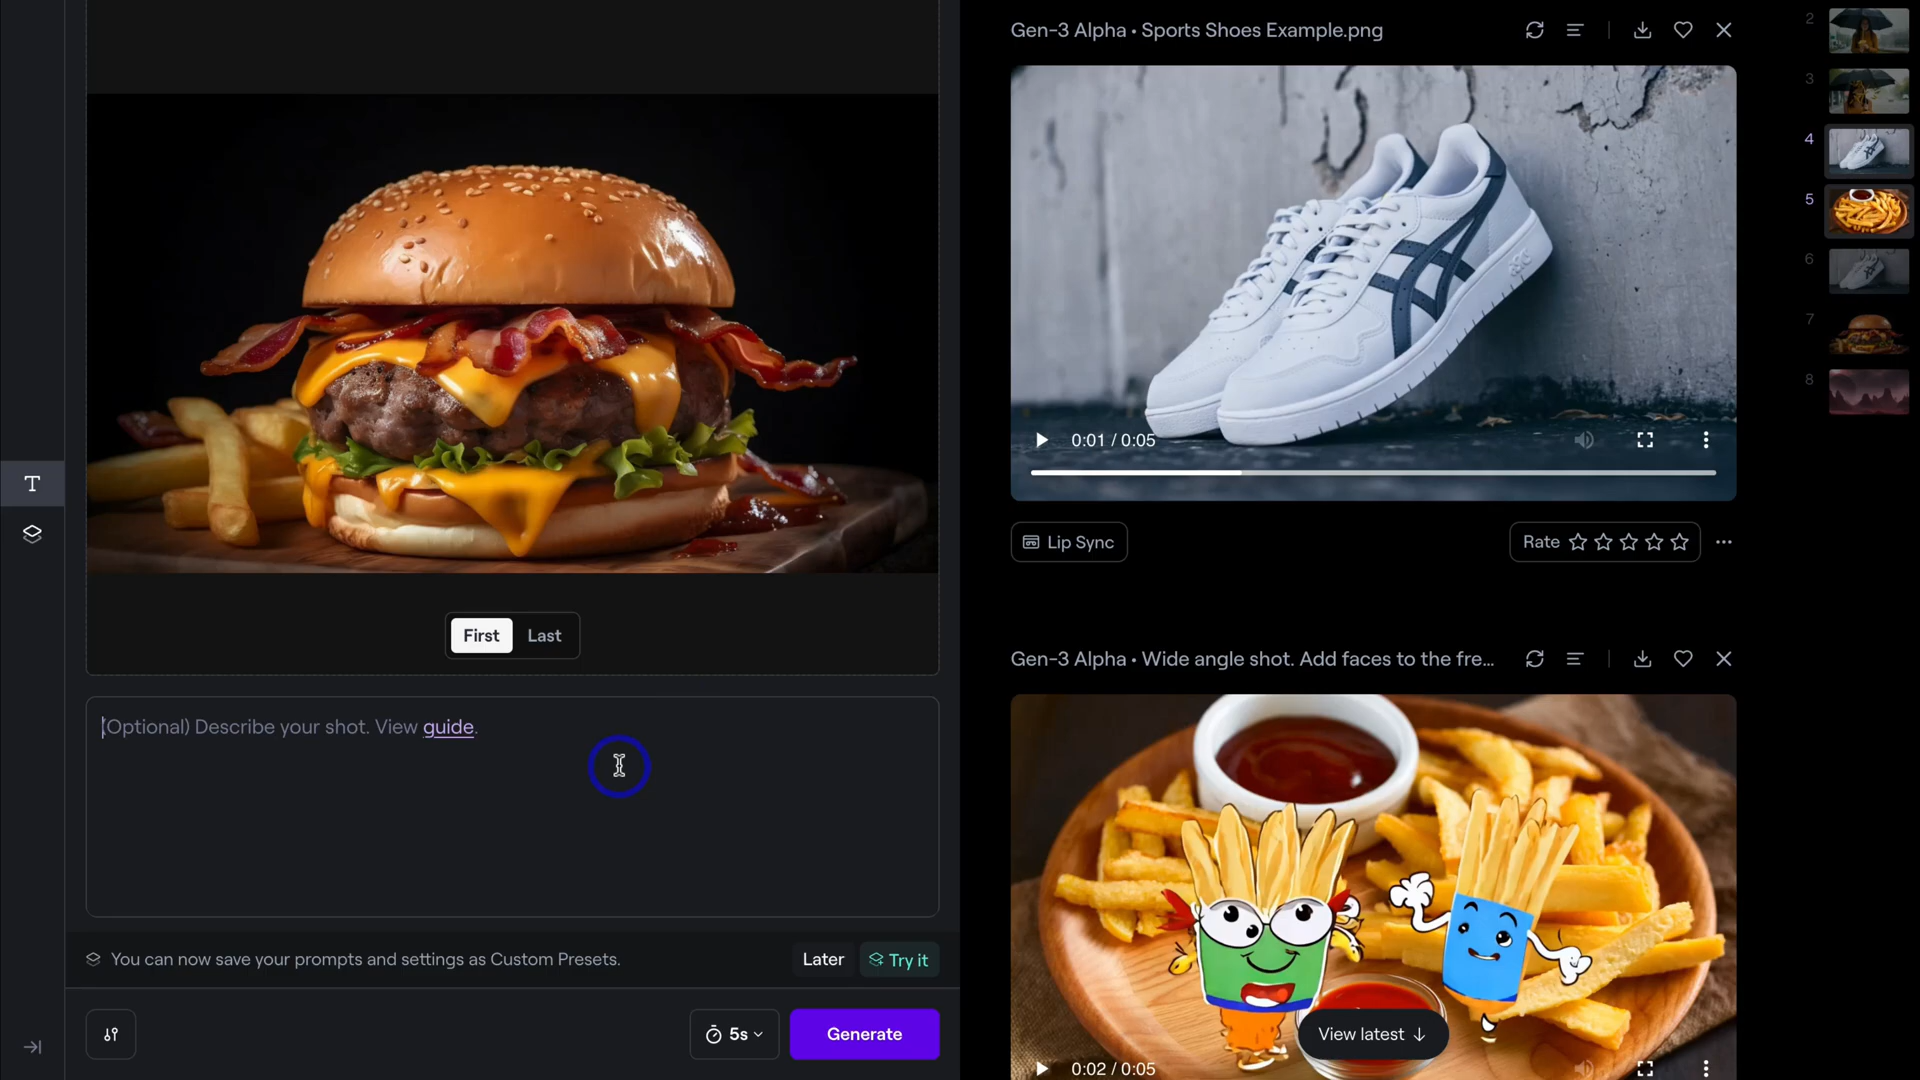 T
First
Last
(Optional) Describe your shot. View guide.
You can now save your prompts and settings as Custom Presets.
Later
Try it
5s
Generate
Gen-3 Alpha • Sports Shoes Example.png
0:01 / 0:05
Lip Sync
Rate
Gen-3 Alpha • Wide angle shot. Add faces to the fre...
View latest ↓
0:02 / 0:05
2
3
4
5
6
7
8